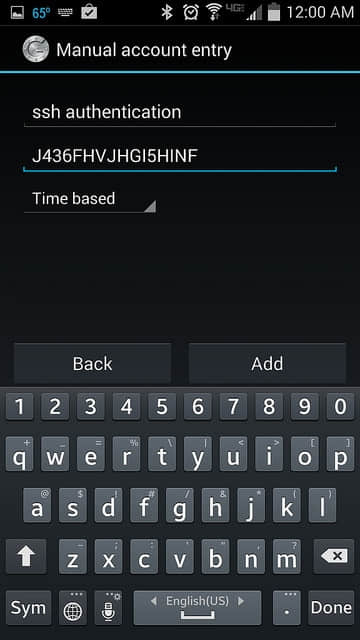 65° 4G 12:00 AM
Manual account entry
ssh authentication
J436FHVJHGI5HINF
Time based
Back Add
1 2 3 4 5 6 7 8 9 0
q w e r t y u i o p
a s d f g h j k l
z x c v b n m
Sym English(US) . Done